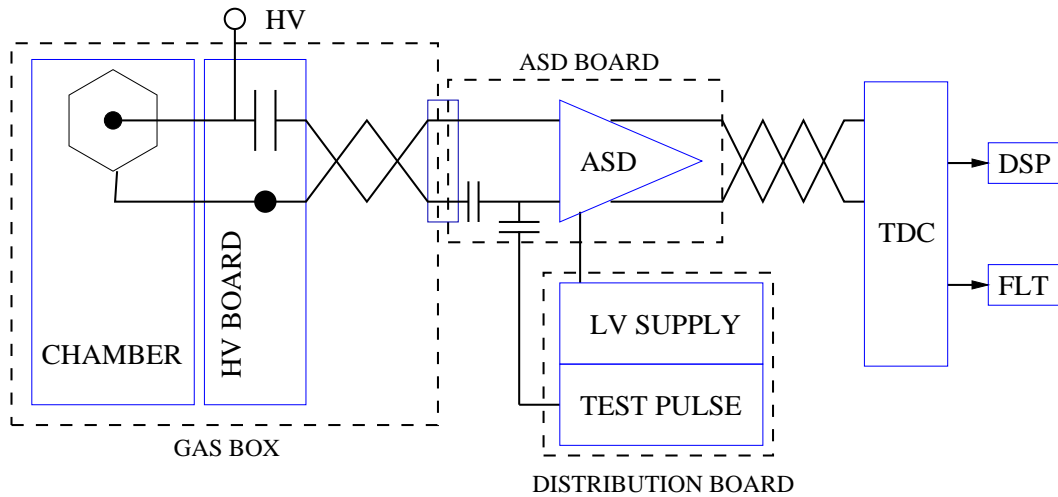 HV
ASD BOARD
ASD
DSP
TDC
FLT
HV BOARD
CHAMBER
LV SUPPLY
TEST PULSE
GAS BOX
DISTRIBUTION BOARD